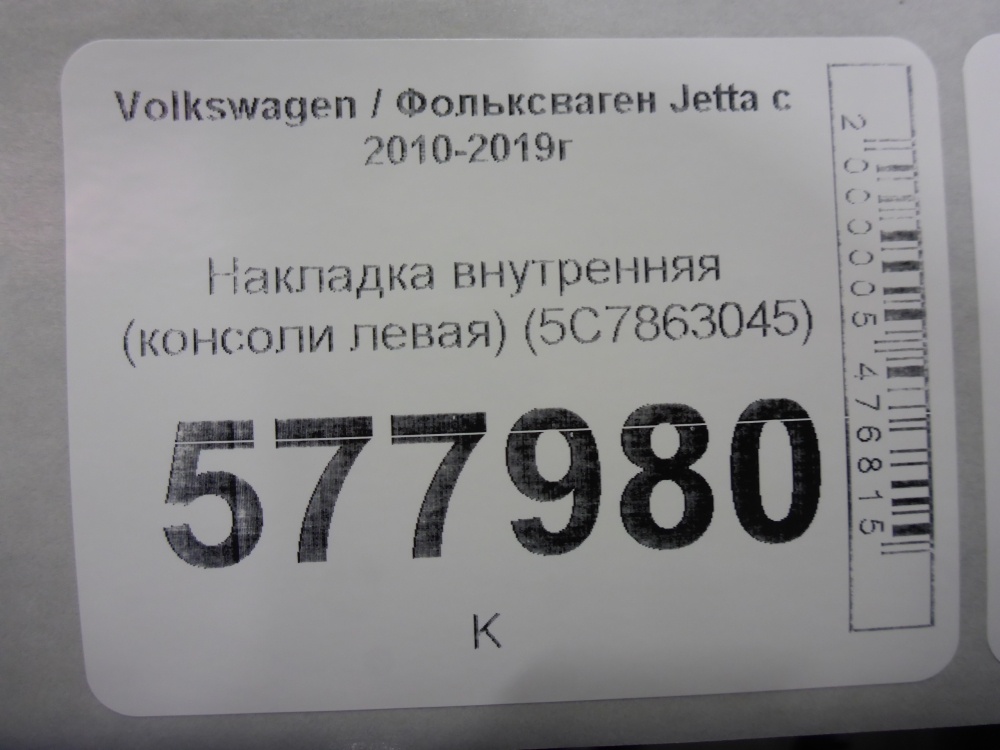 Volkswagen / Фольксваген Jetta с
2010-2019г
Накладка внутренняя
(консоли левая) (5C7863045)
577980
К
2000005476815